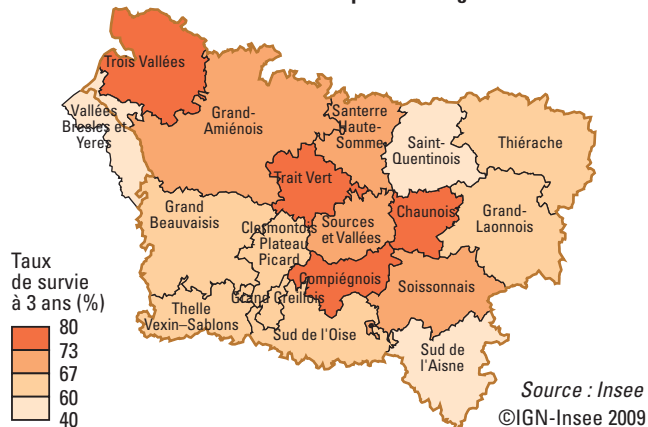 Trois Vallées
Vallées
Bresles et
Yeres
Grand-
Amiénois
Santerre
Haute-
Somme
Saint-
Quentinois
Thiérache
Trait Vert
Grand
Beauvaisis
Clermontois
Plateau
Picard
Sources
et Vallées
Chaunois
Grand-
Laonnois
Compiégnois
Soissonnais
Grand Creillois
Thelle
Vexin–Sablons
Sud de l'Oise
Sud de
l'Aisne
Taux
de survie
à 3 ans (%)
80
73
67
60
40
Source : Insee
©IGN-Insee 2009